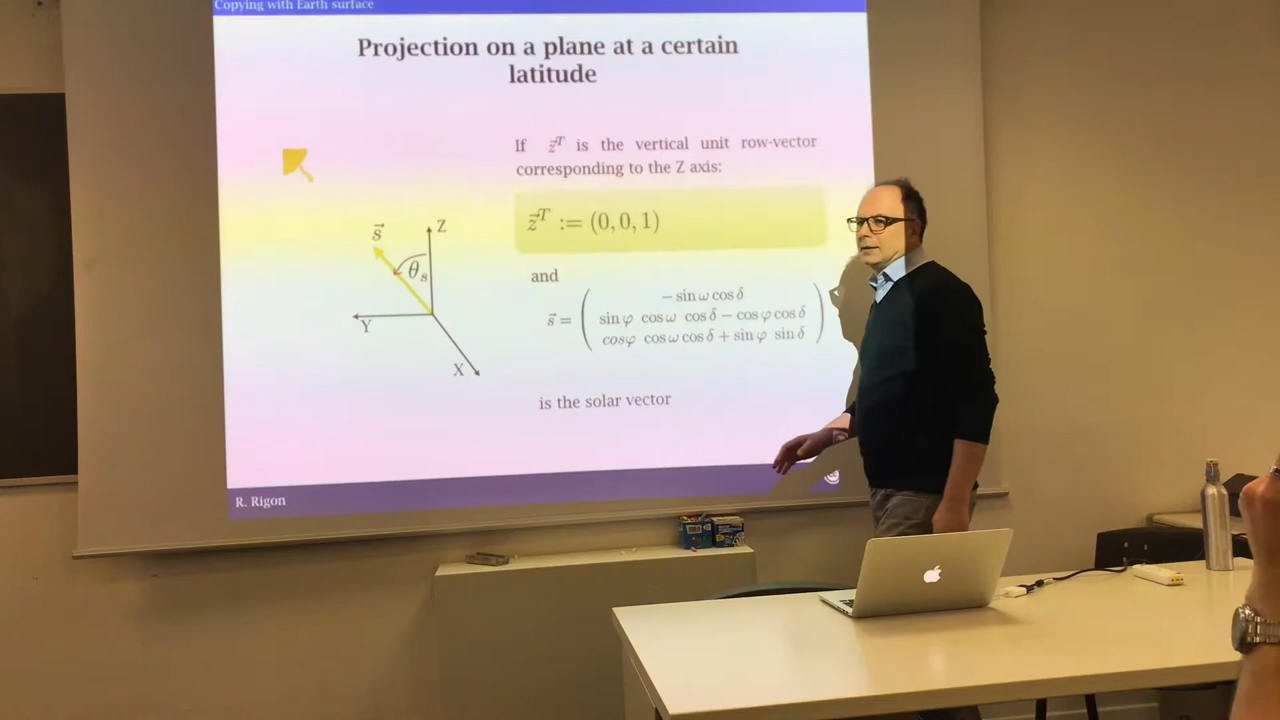 Copying with Earth surface
Projection on a plane at a certain
latitude
If z⃗ᵀ is the vertical unit row-vector
corresponding to the Z axis:
z⃗ᵀ := (0, 0, 1)
and
s⃗ = ( − sin ω cos δ
sin φ cos ω cos δ − cos φ cos δ
cosφ cos ω cos δ + sin φ sin δ )
is the solar vector
s⃗
Z
θₛ
Y
X
R. Rigon